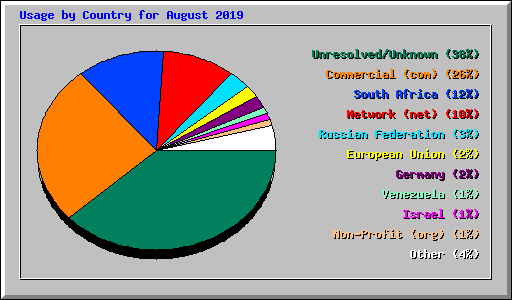 Usage by Country for August 2019
Unresolved/Unknown (38%)
Commercial (com) (26%)
South Africa (12%)
Network (net) (10%)
Russian Federation (3%)
European Union (2%)
Germany (2%)
Venezuela (1%)
Israel (1%)
Non-Profit (org) (1%)
Other (4%)